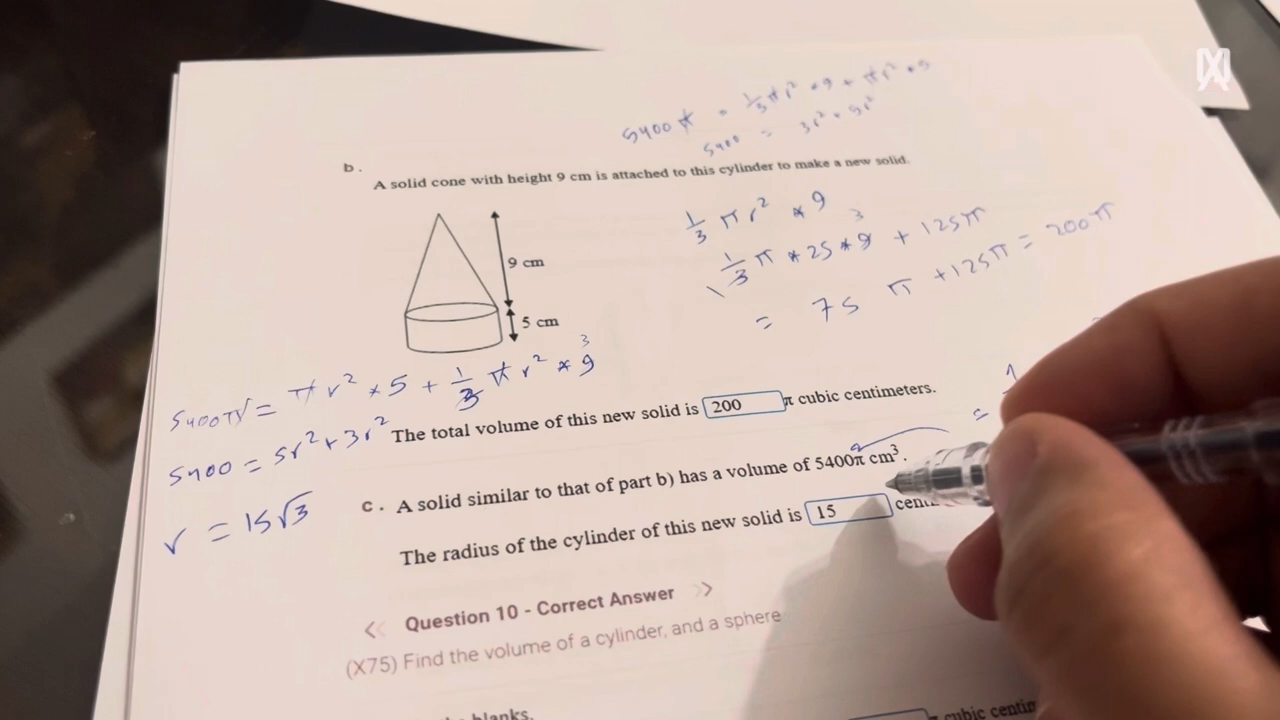 5400π = 1/3πr² * 9 + πr² * 5
5400 = 3r² + 5r²
b.
A solid cone with height 9 cm is attached to this cylinder to make a new solid.
1/3 πr² * 9
1/3 π * 25 * 9 3 + 125π
= 75 π + 125π = 200π
9 cm
5 cm
5400π = πr² * 5 + 1/3 πr² * 9 3
5400 = 5r² + 3r²
r = 15√3
The total volume of this new solid is 200 π cubic centimeters.
c. A solid similar to that of part b) has a volume of 5400π cm³.
The radius of the cylinder of this new solid is 15
Question 10 - Correct Answer
(X75) Find the volume of a cylinder, and a sphere
blanks.
cubic